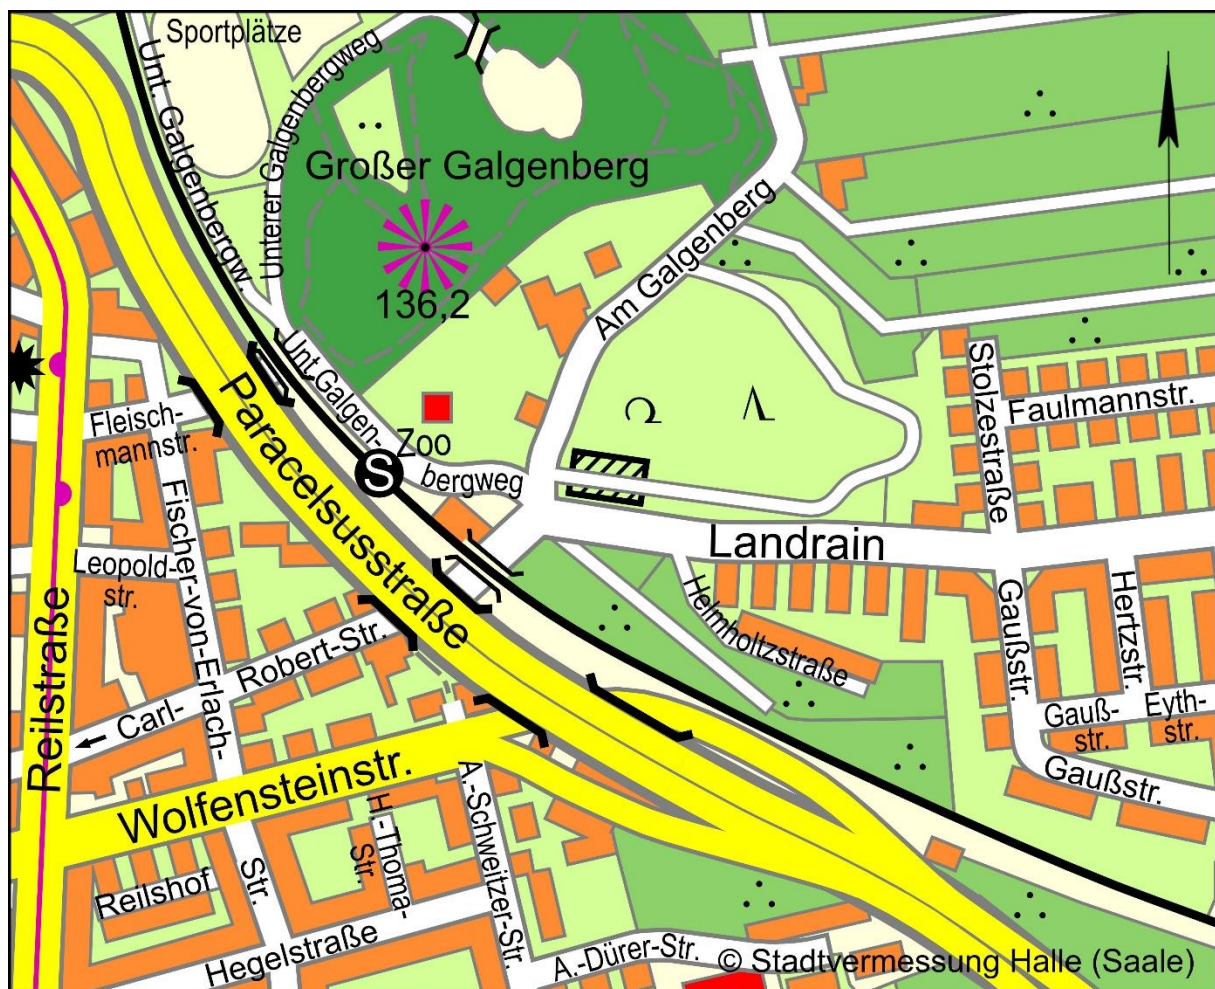 Sportplätze
Unt. Galgenbergw.
Unterer Galgenbergweg
Großer Galgenberg
136,2
Am Galgenberg
Unt.Galgen-
bergweg
Zoo
S
Paracelsusstraße
Fleisch-
mannstr.
Fischer-von-Erlach-
Str.
Leopold-
str.
Reilstraße
Carl-
Robert-Str.
Wolfensteinstr.
Reilshof
H.-Thoma-
Str.
A.-Schweitzer-Str.
Hegelstraße
A.-Dürer-Str.
Landrain
Helmholtzstraße
Stolzestraße
Faulmannstr.
Gaußstr.
Hertzstr.
Gauß-
str.
Eyth-
str.
Gaußstr.
© Stadtvermessung Halle (Saale)